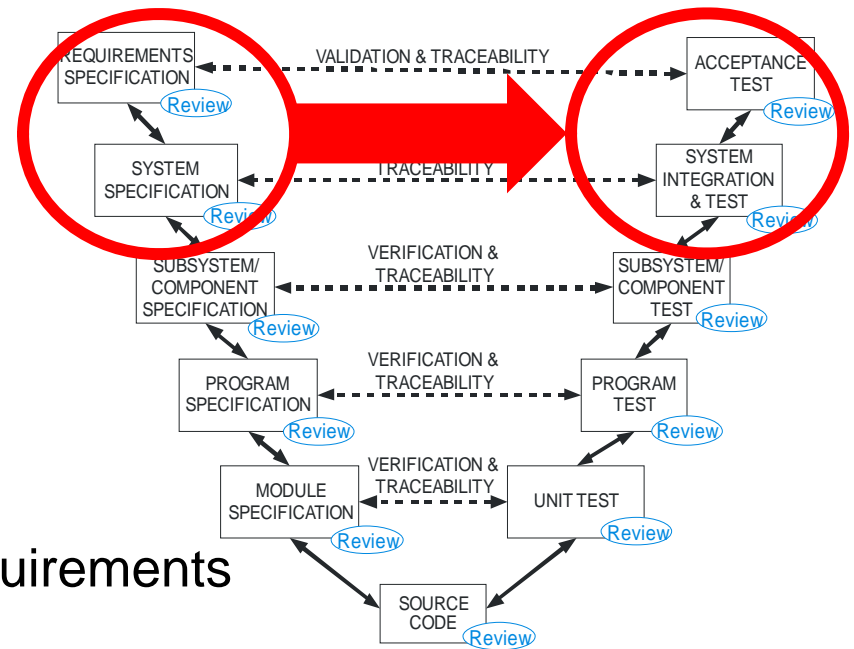 REQUIREMENTS
SPECIFICATION
Review
VALIDATION & TRACEABILITY
ACCEPTANCE
TEST
Review
SYSTEM
SPECIFICATION
Review
TRACEABILITY
SYSTEM
INTEGRATION
& TEST
Review
SUBSYSTEM/
COMPONENT
SPECIFICATION
Review
VERIFICATION &
TRACEABILITY
SUBSYSTEM/
COMPONENT
TEST
Review
PROGRAM
SPECIFICATION
Review
VERIFICATION &
TRACEABILITY
PROGRAM
TEST
Review
MODULE
SPECIFICATION
Review
VERIFICATION &
TRACEABILITY
UNIT TEST
Review
uirements
SOURCE
CODE
Review